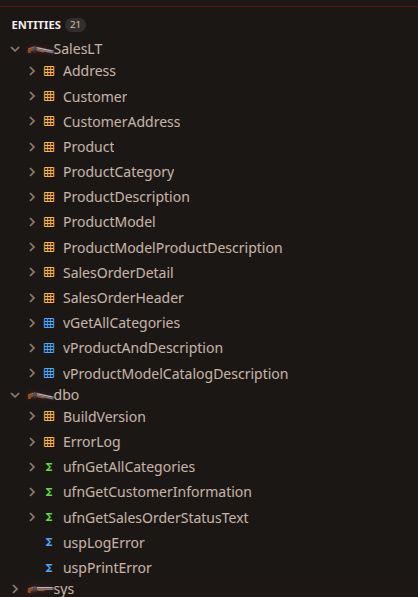 ENTITIES 21
SalesLT
Address
Customer
CustomerAddress
Product
ProductCategory
ProductDescription
ProductModel
ProductModelProductDescription
SalesOrderDetail
SalesOrderHeader
vGetAllCategories
vProductAndDescription
vProductModelCatalogDescription
dbo
BuildVersion
ErrorLog
Σ ufnGetAllCategories
Σ ufnGetCustomerInformation
Σ ufnGetSalesOrderStatusText
Σ uspLogError
Σ uspPrintError
sys